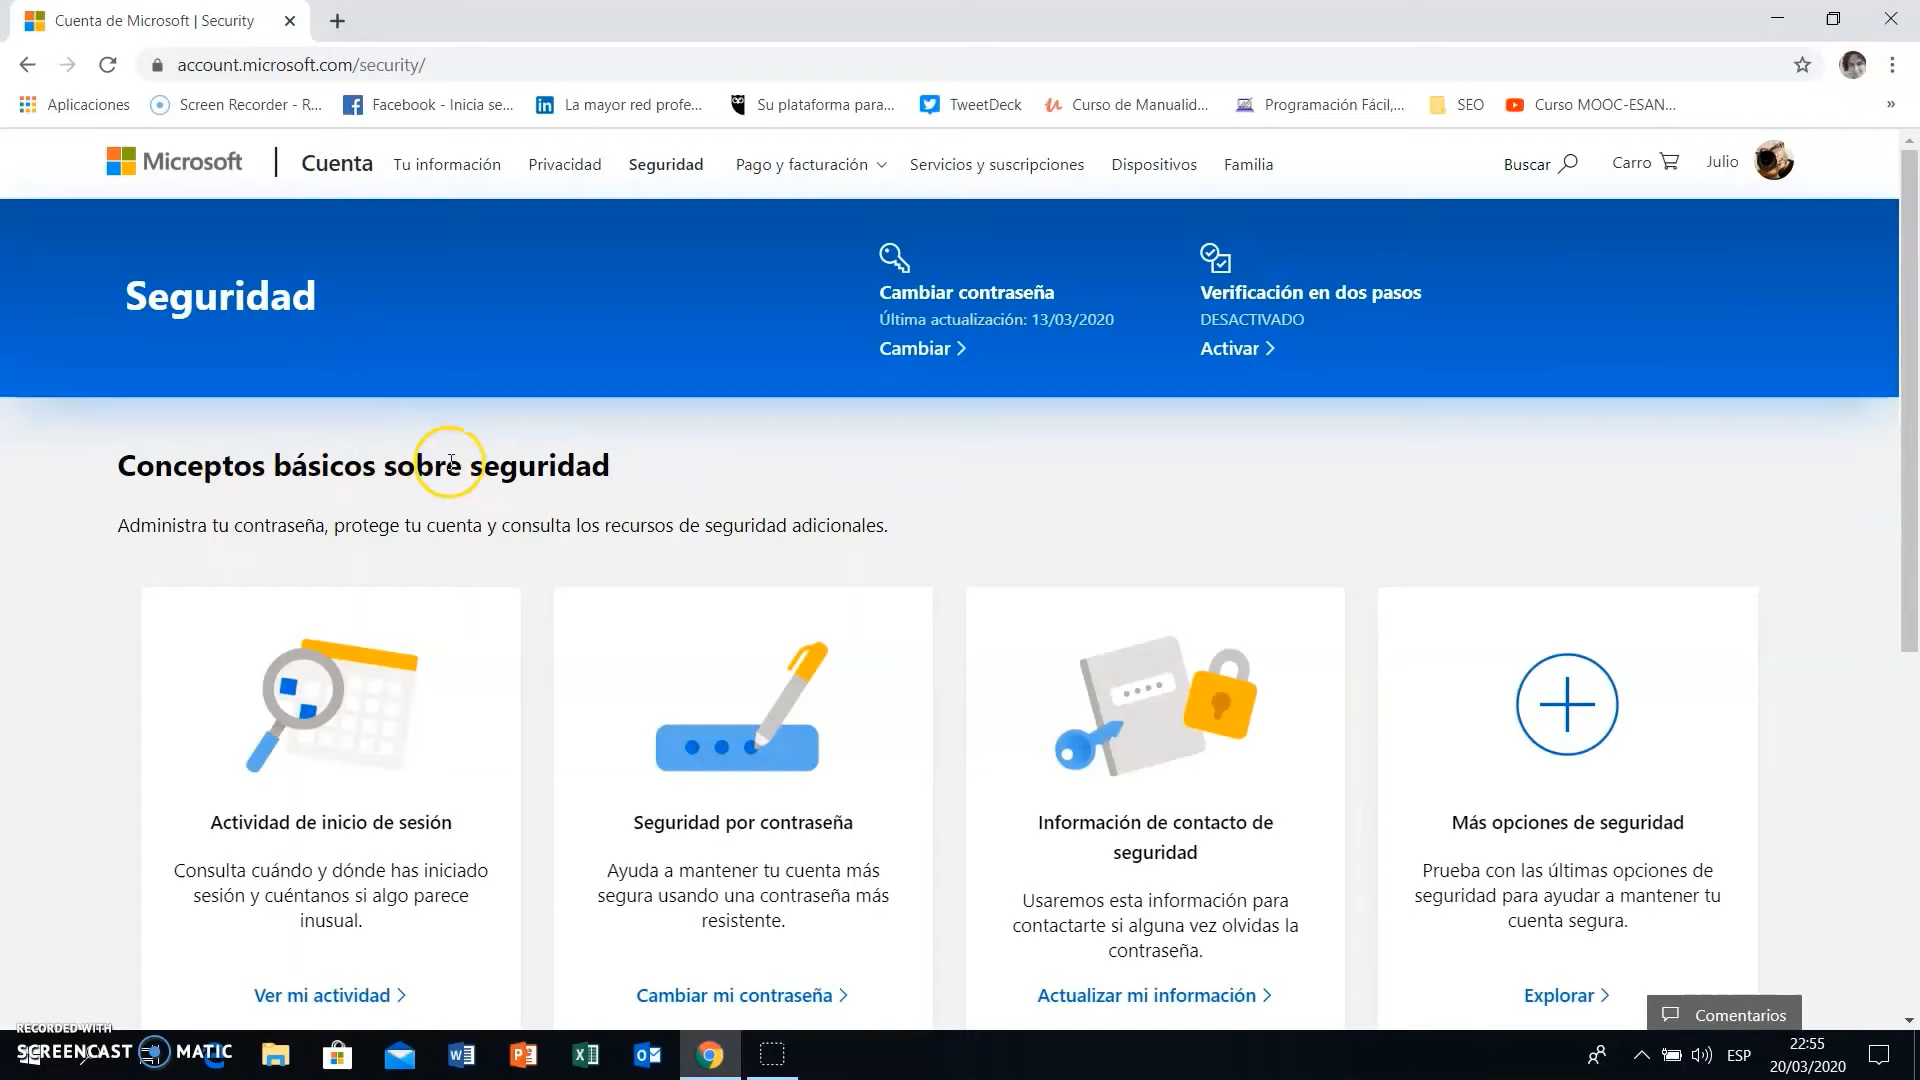 Cuenta de Microsoft | Security
account.microsoft.com/security/
Aplicaciones
Screen Recorder - R...
Facebook - Inicia se...
La mayor red profe...
Su plataforma para...
TweetDeck
Curso de Manualid...
Programación Fácil,...
SEO
Curso MOOC-ESAN...
Microsoft
Cuenta
Tu información
Privacidad
Seguridad
Pago y facturación
Servicios y suscripciones
Dispositivos
Familia
Buscar
Carro
Julio
Seguridad
Cambiar contraseña
Última actualización: 13/03/2020
Cambiar
Verificación en dos pasos
DESACTIVADO
Activar
Conceptos básicos sobre seguridad
Administra tu contraseña, protege tu cuenta y consulta los recursos de seguridad adicionales.
Actividad de inicio de sesión
Consulta cuándo y dónde has iniciado
sesión y cuéntanos si algo parece
inusual.
Ver mi actividad
Seguridad por contraseña
Ayuda a mantener tu cuenta más
segura usando una contraseña más
resistente.
Cambiar mi contraseña
Información de contacto de
seguridad
Usaremos esta información para
contactarte si alguna vez olvidas la
contraseña.
Actualizar mi información
Más opciones de seguridad
Prueba con las últimas opciones de
seguridad para ayudar a mantener tu
cuenta segura.
Explorar
Comentarios
RECORDED WITH
SCREENCAST MATIC
ESP
22:55
20/03/2020